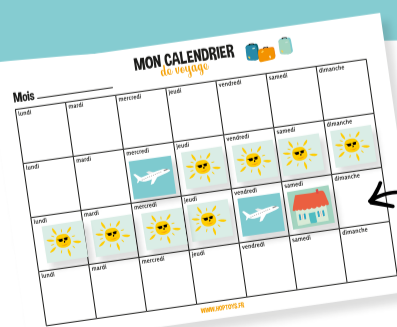 MON CALENDRIER
de voyage
Mois
lundi mardi mercredi jeudi vendredi samedi dimanche
lundi mardi mercredi jeudi vendredi samedi dimanche
lundi mardi mercredi jeudi vendredi samedi dimanche
lundi mardi mercredi jeudi vendredi samedi dimanche
WWW.HOPTOYS.FR